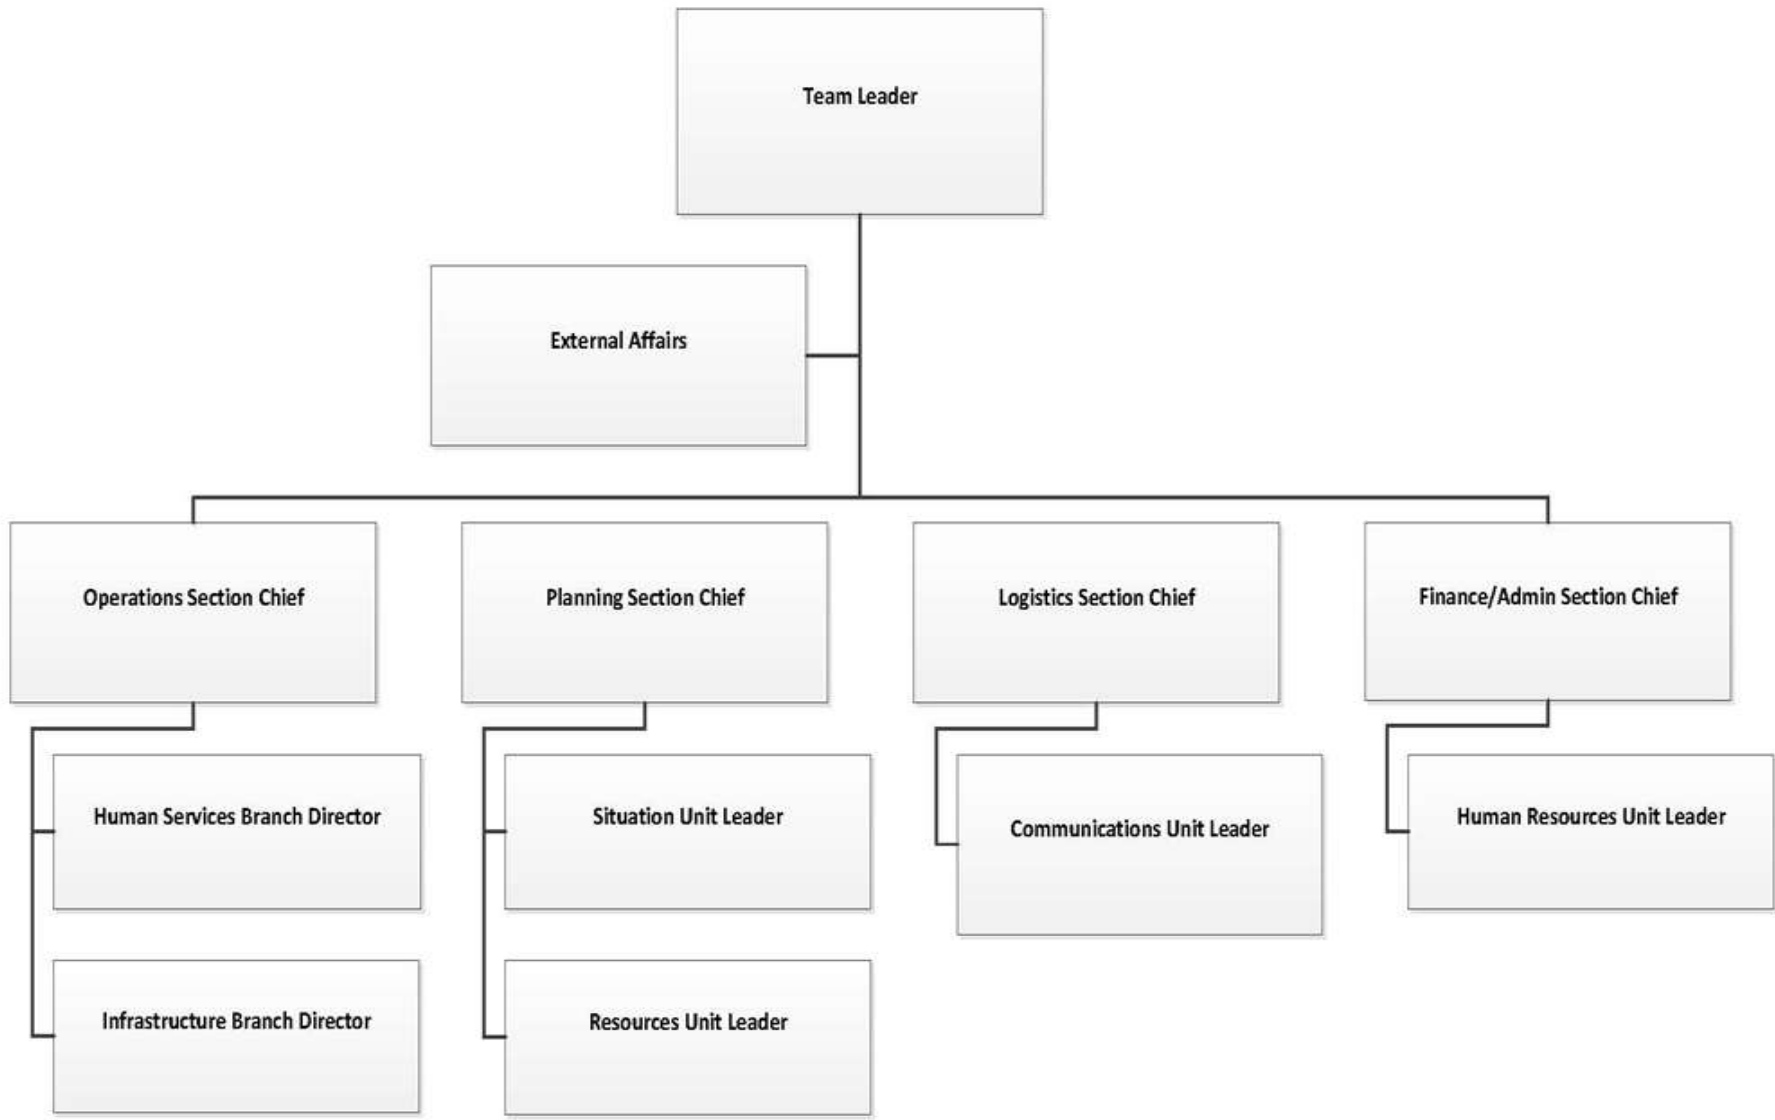 Team Leader
External Affairs
Operations Section Chief
Planning Section Chief
Logistics Section Chief
Finance/Admin Section Chief
Human Services Branch Director
Situation Unit Leader
Communications Unit Leader
Human Resources Unit Leader
Infrastructure Branch Director
Resources Unit Leader